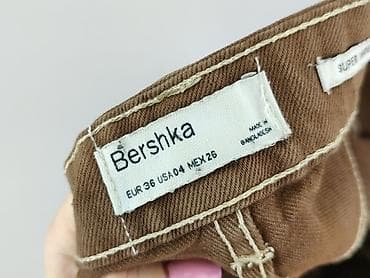 Bershka
MADE IN
BANGLADESH
EUR 36 USA 04 MEX 26
SUPER